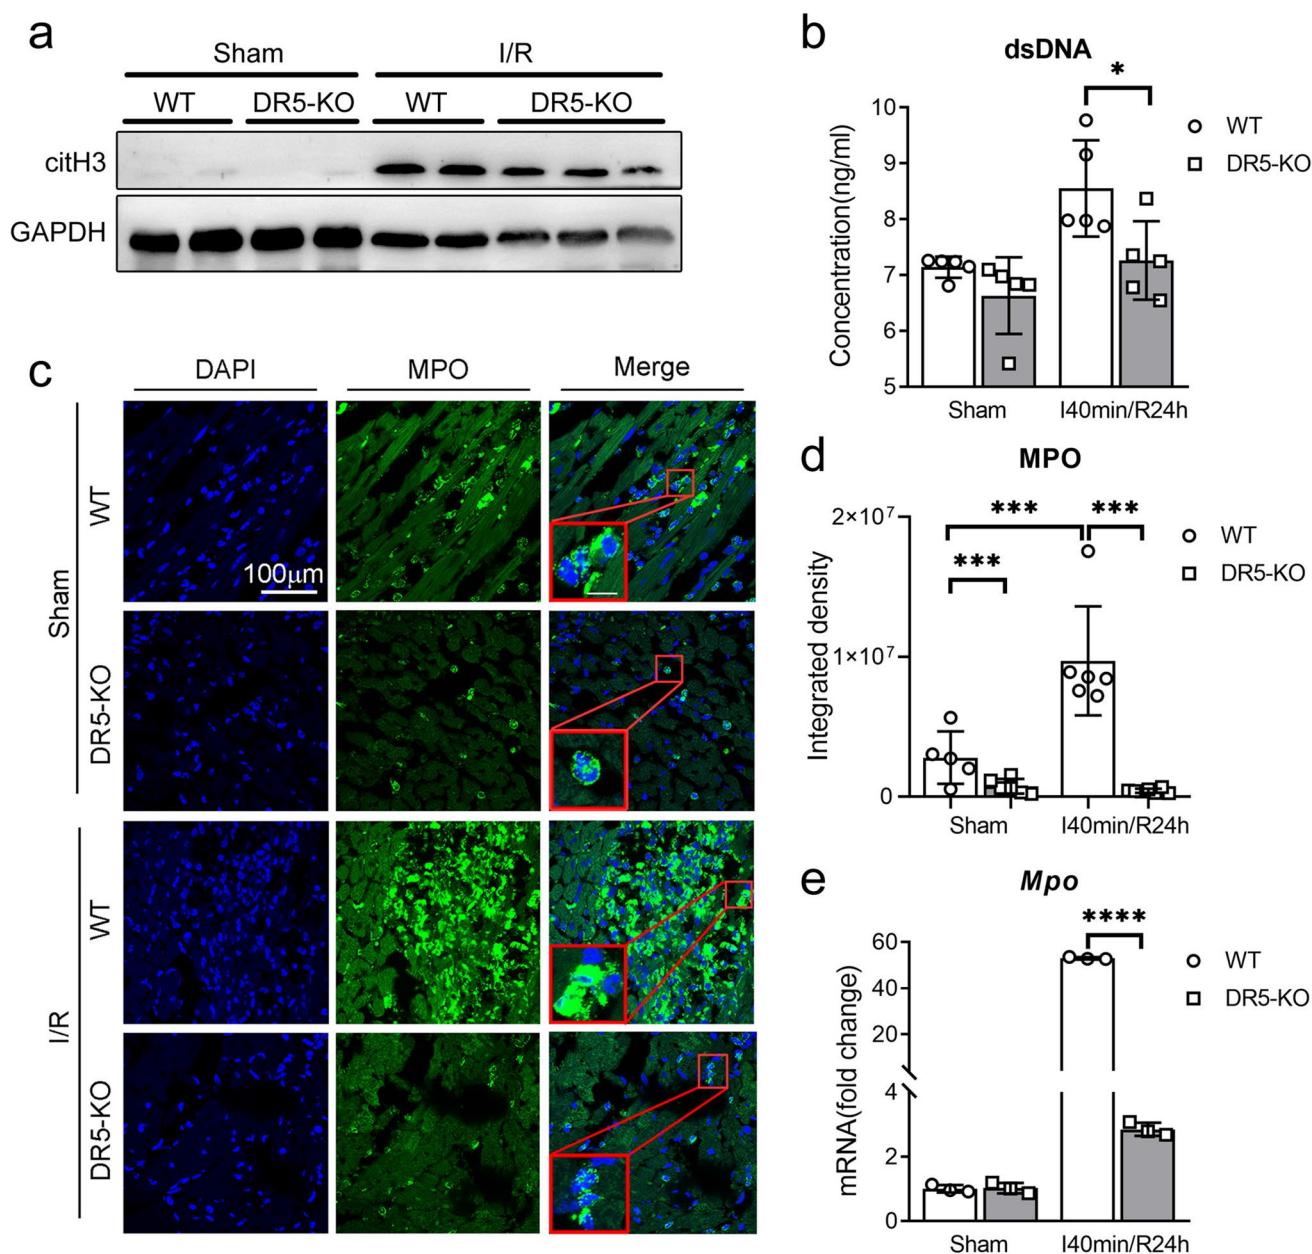 a
Sham I/R
WT DR5-KO WT DR5-KO
citH3
GAPDH
b
dsDNA
*
10
9
8
7
6
5
Concentration(ng/ml)
Sham I40min/R24h
WT
DR5-KO
c
DAPI MPO Merge
Sham
WT
100μm
DR5-KO
I/R
WT
DR5-KO
d
MPO
*** ***
***
2×10⁷
1×10⁷
0
Integrated density
Sham I40min/R24h
WT
DR5-KO
e
Mpo
****
60
40
20
4
2
0
mRNA(fold change)
Sham I40min/R24h
WT
DR5-KO